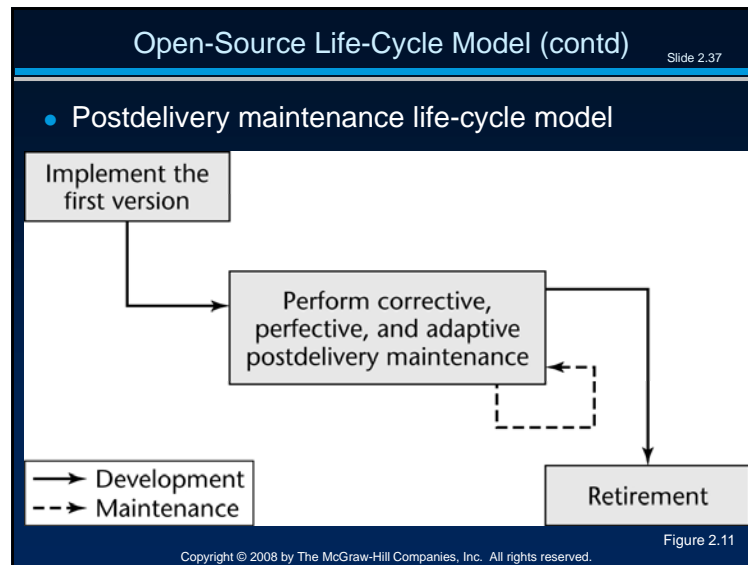 Open-Source Life-Cycle Model (contd)
Slide 2.37
Postdelivery maintenance life-cycle model
Implement the
first version
Perform corrective,
perfective, and adaptive
postdelivery maintenance
Development
Maintenance
Retirement
Figure 2.11
Copyright © 2008 by The McGraw-Hill Companies, Inc. All rights reserved.